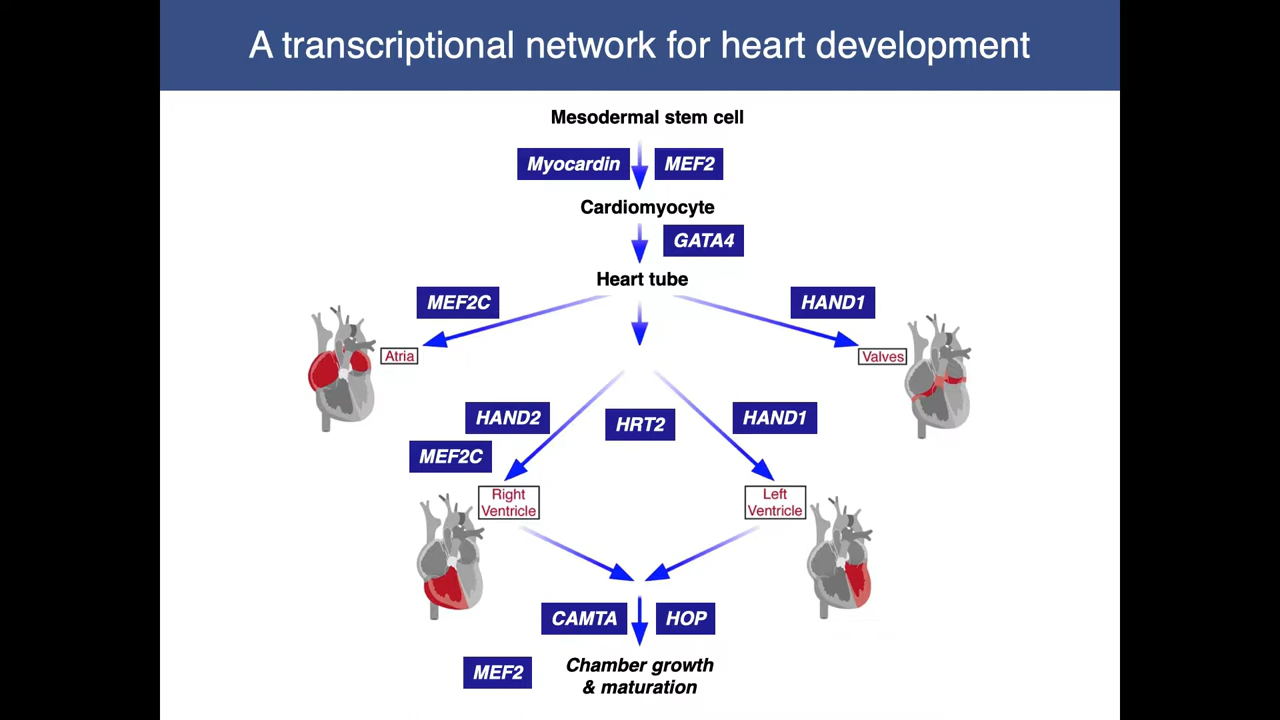 A transcriptional network for heart development
Mesodermal stem cell
Myocardin
MEF2
Cardiomyocyte
GATA4
Heart tube
MEF2C
HAND1
Atria
Valves
HAND2
HRT2
HAND1
MEF2C
Right
Ventricle
Left
Ventricle
CAMTA
HOP
MEF2
Chamber growth
& maturation